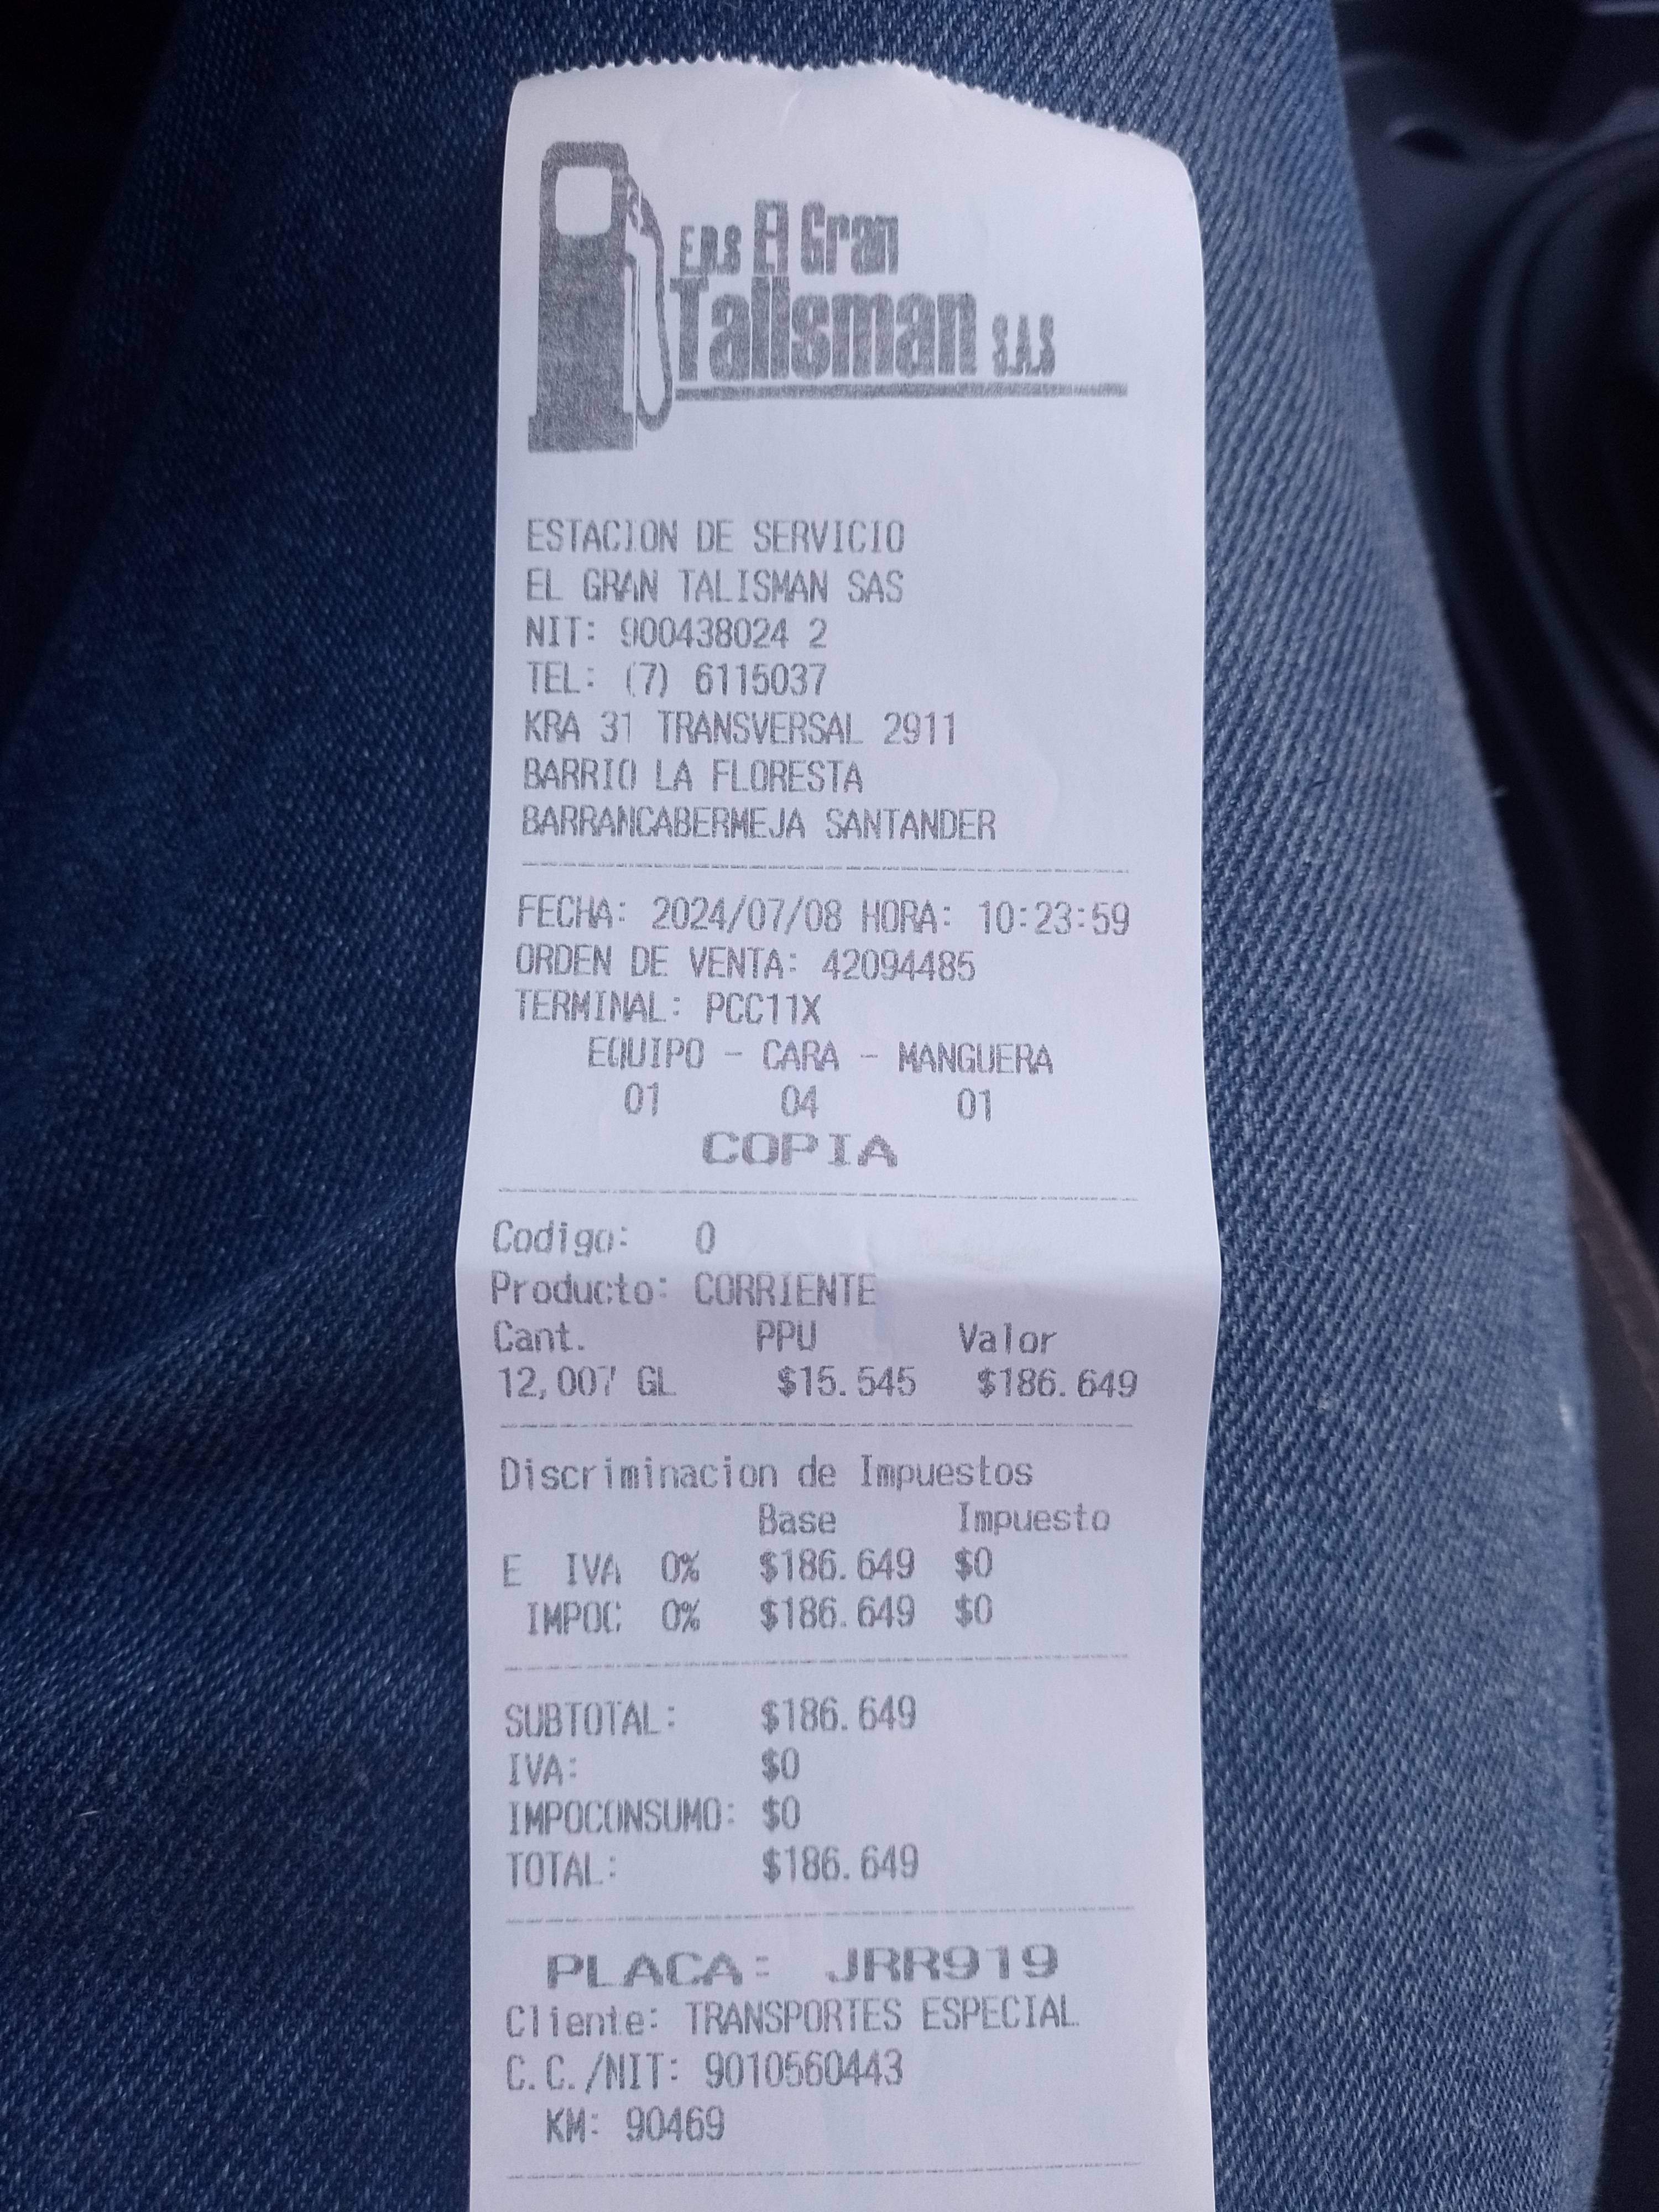 E.D.S El Gran
Talisman S.A.S
ESTACION DE SERVICIO
EL GRAN TALISMAN SAS
NIT: 900438024 2
TEL: (7) 6115037
KRA 31 TRANSVERSAL 2911
BARRIO LA FLORESTA
BARRANCABERMEJA SANTANDER
FECHA: 2024/07/08 HORA: 10:23:59
ORDEN DE VENTA: 42094485
TERMINAL: PCC11X
EQUIPO - CARA - MANGUERA
01 04 01
COPIA
Codigo: 0
Producto: CORRIENTE
Cant. PPU Valor
12,007 GL $15.545 $186.649
Discriminacion de Impuestos
Base Impuesto
E IVA 0% $186.649 $0
IMPOC 0% $186.649 $0
SUBTOTAL: $186.649
IVA: $0
IMPOCONSUMO: $0
TOTAL: $186.649
PLACA: JRR919
Cliente: TRANSPORTES ESPECIAL
C.C./NIT: 9010560443
KM: 90469